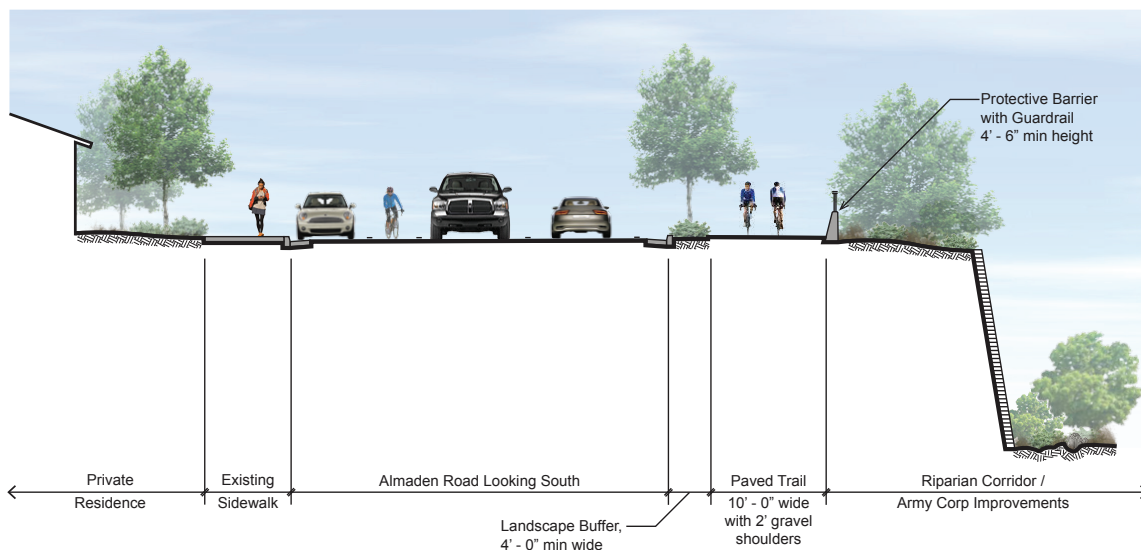 Protective Barrier
with Guardrail
4’ - 6” min height
Private
Residence
Existing
Sidewalk
Almaden Road Looking South
Landscape Buffer,
4’ - 0” min wide
Paved Trail
10’ - 0” wide
with 2’ gravel
shoulders
Riparian Corridor /
Army Corp Improvements